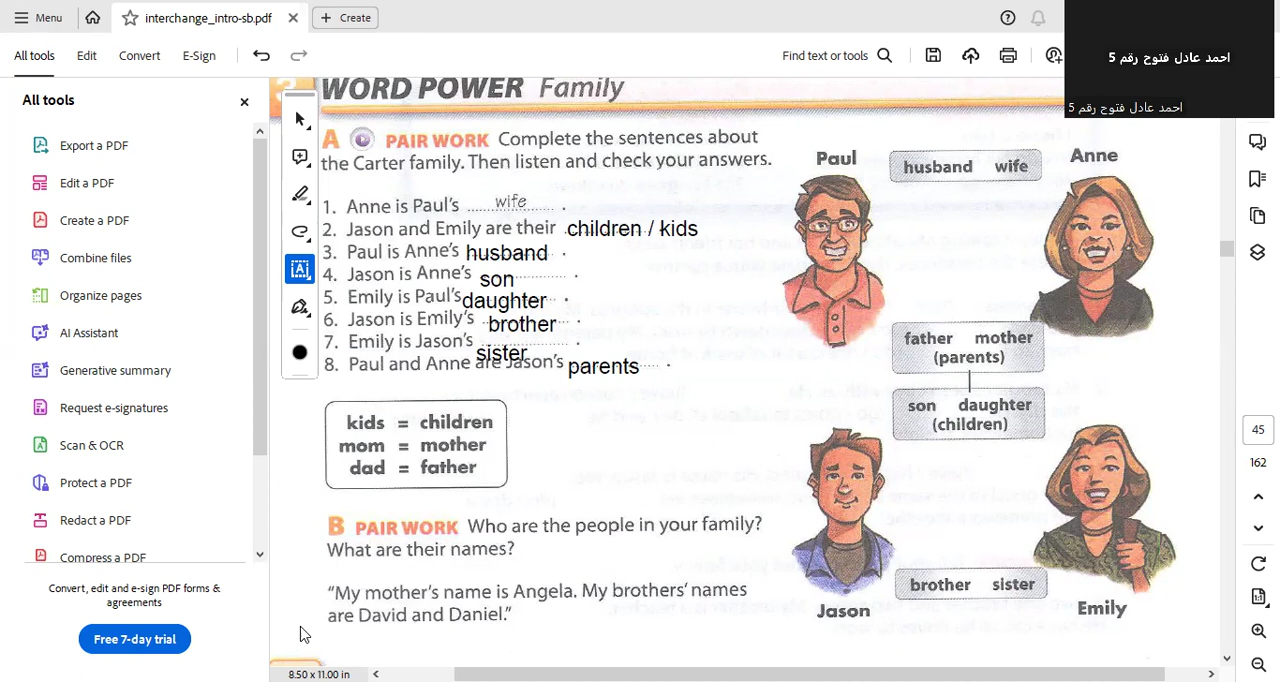 Menu
interchange_intro-sb.pdf
Create
All tools
Edit
Convert
E-Sign
Find text or tools
احمد عادل فتوح رقم 5
احمد عادل فتوح رقم 5
All tools
Export a PDF
Edit a PDF
Create a PDF
Combine files
Organize pages
AI Assistant
Generative summary
Request e-signatures
Scan & OCR
Protect a PDF
Redact a PDF
Compress a PDF
Convert, edit and e-sign PDF forms &
agreements
Free 7-day trial
WORD POWER Family
A PAIR WORK Complete the sentences about
the Carter family. Then listen and check your answers.
1. Anne is Paul's wife .
2. Jason and Emily are their children / kids
3. Paul is Anne's husband .
4. Jason is Anne's son .
5. Emily is Paul's daughter .
6. Jason is Emily's brother .
7. Emily is Jason's sister .
8. Paul and Anne are Jason's parents .
kids = children
mom = mother
dad = father
B PAIR WORK Who are the people in your family?
What are their names?
"My mother's name is Angela. My brothers' names
are David and Daniel."
Paul
husband wife
Anne
father mother
(parents)
son daughter
(children)
brother sister
Jason
Emily
45
162
8.50 x 11.00 in